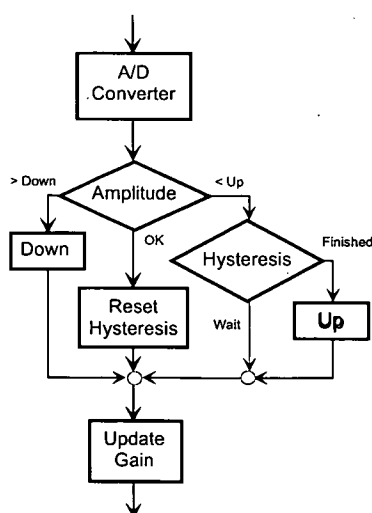 A/D
Converter
> Down
Amplitude
< Up
Down
OK
Hysteresis
Finished
Reset
Hysteresis
Wait
Up
Update
Gain